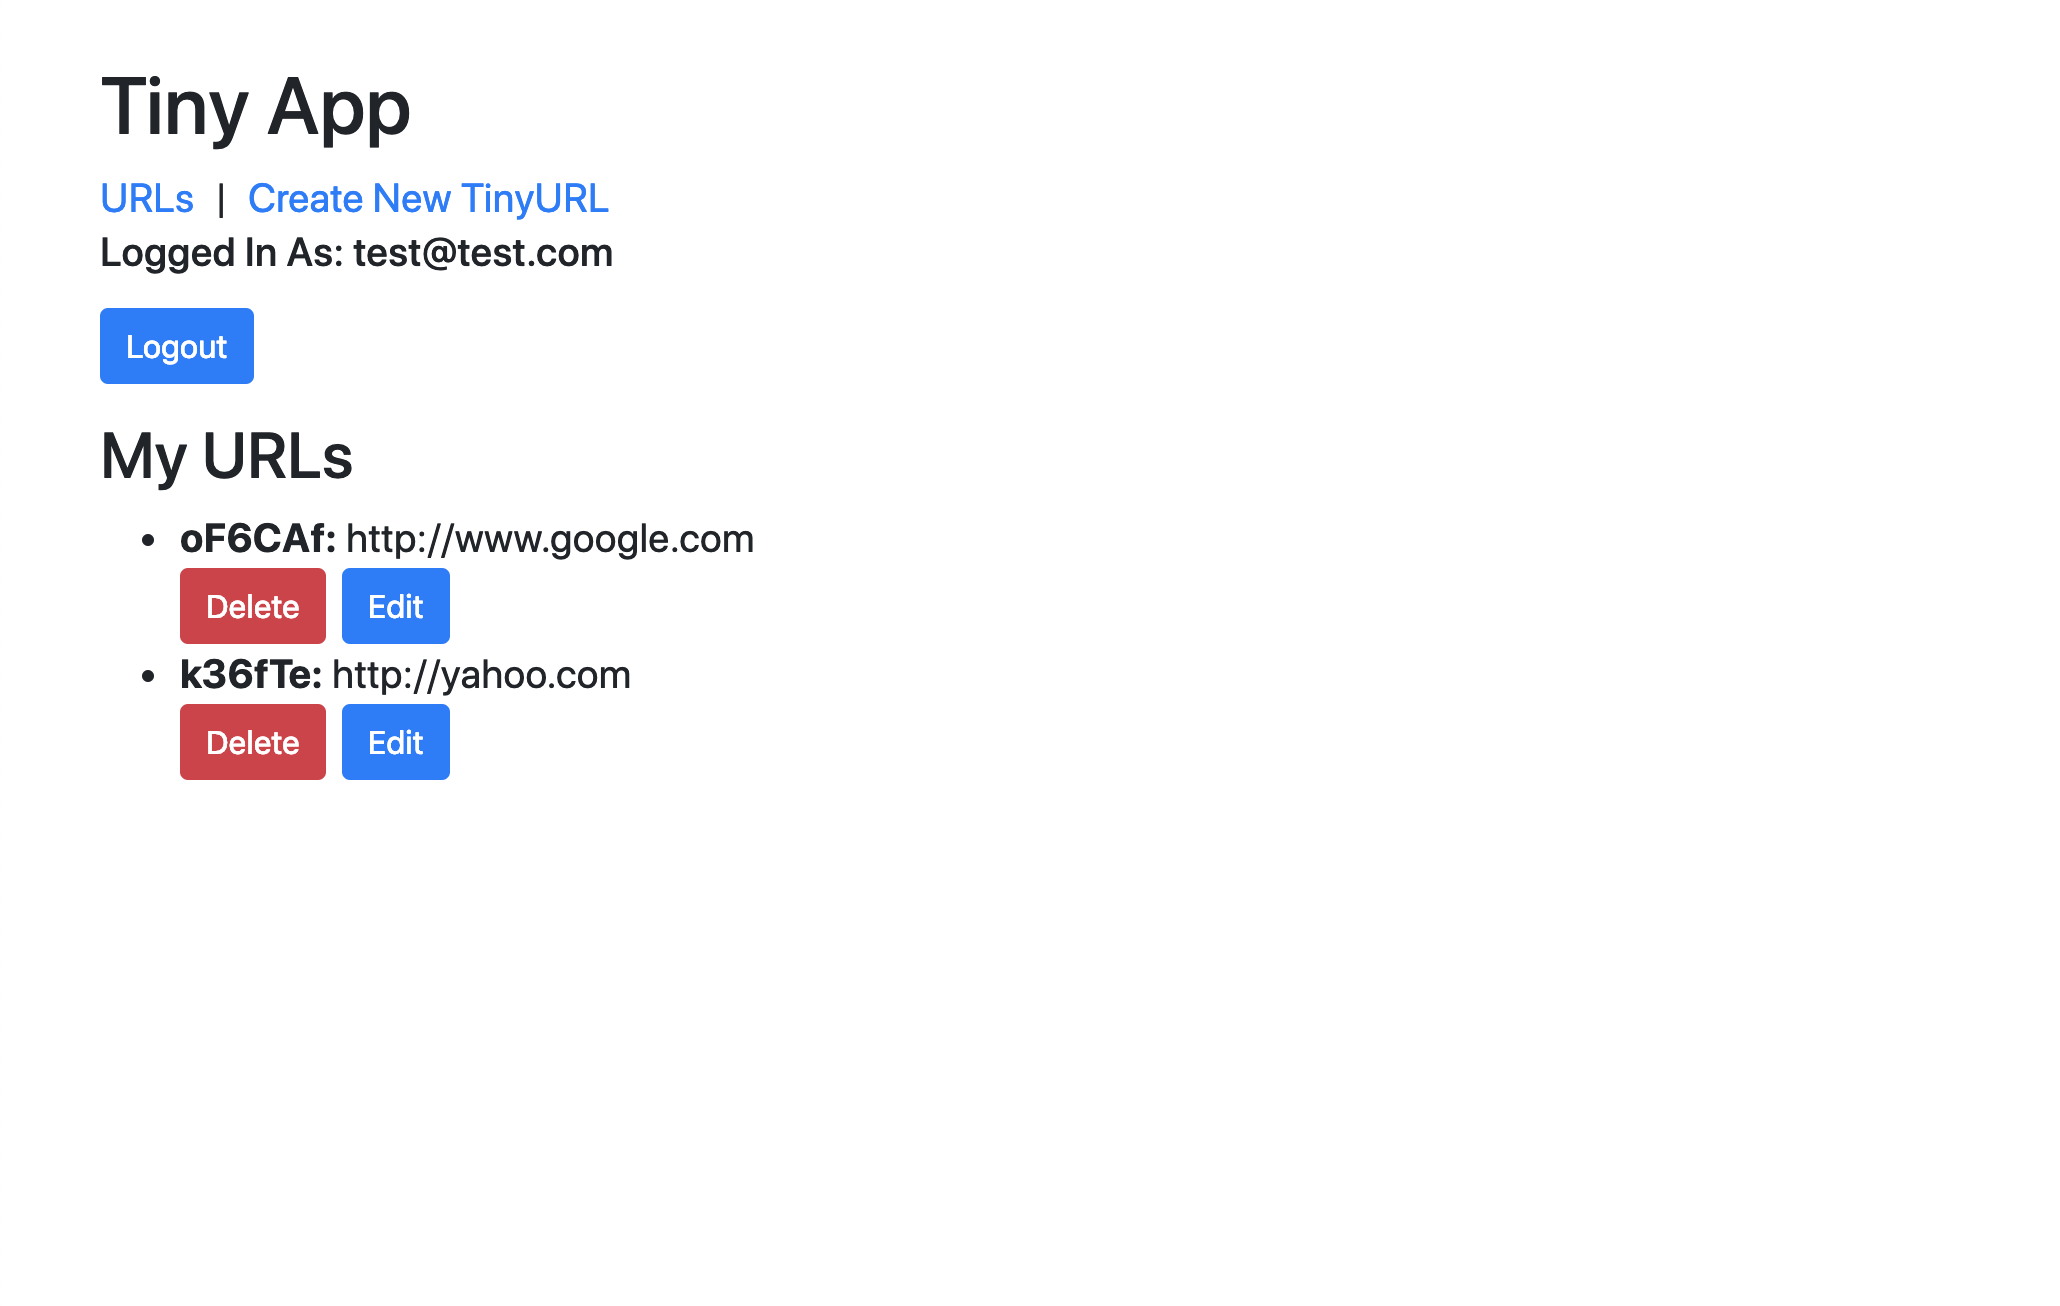 Tiny App
URLs | Create New TinyURL
Logged In As: test@test.com
Logout
My URLs
oF6CAf: http://www.google.com
Delete Edit
k36fTe: http://yahoo.com
Delete Edit